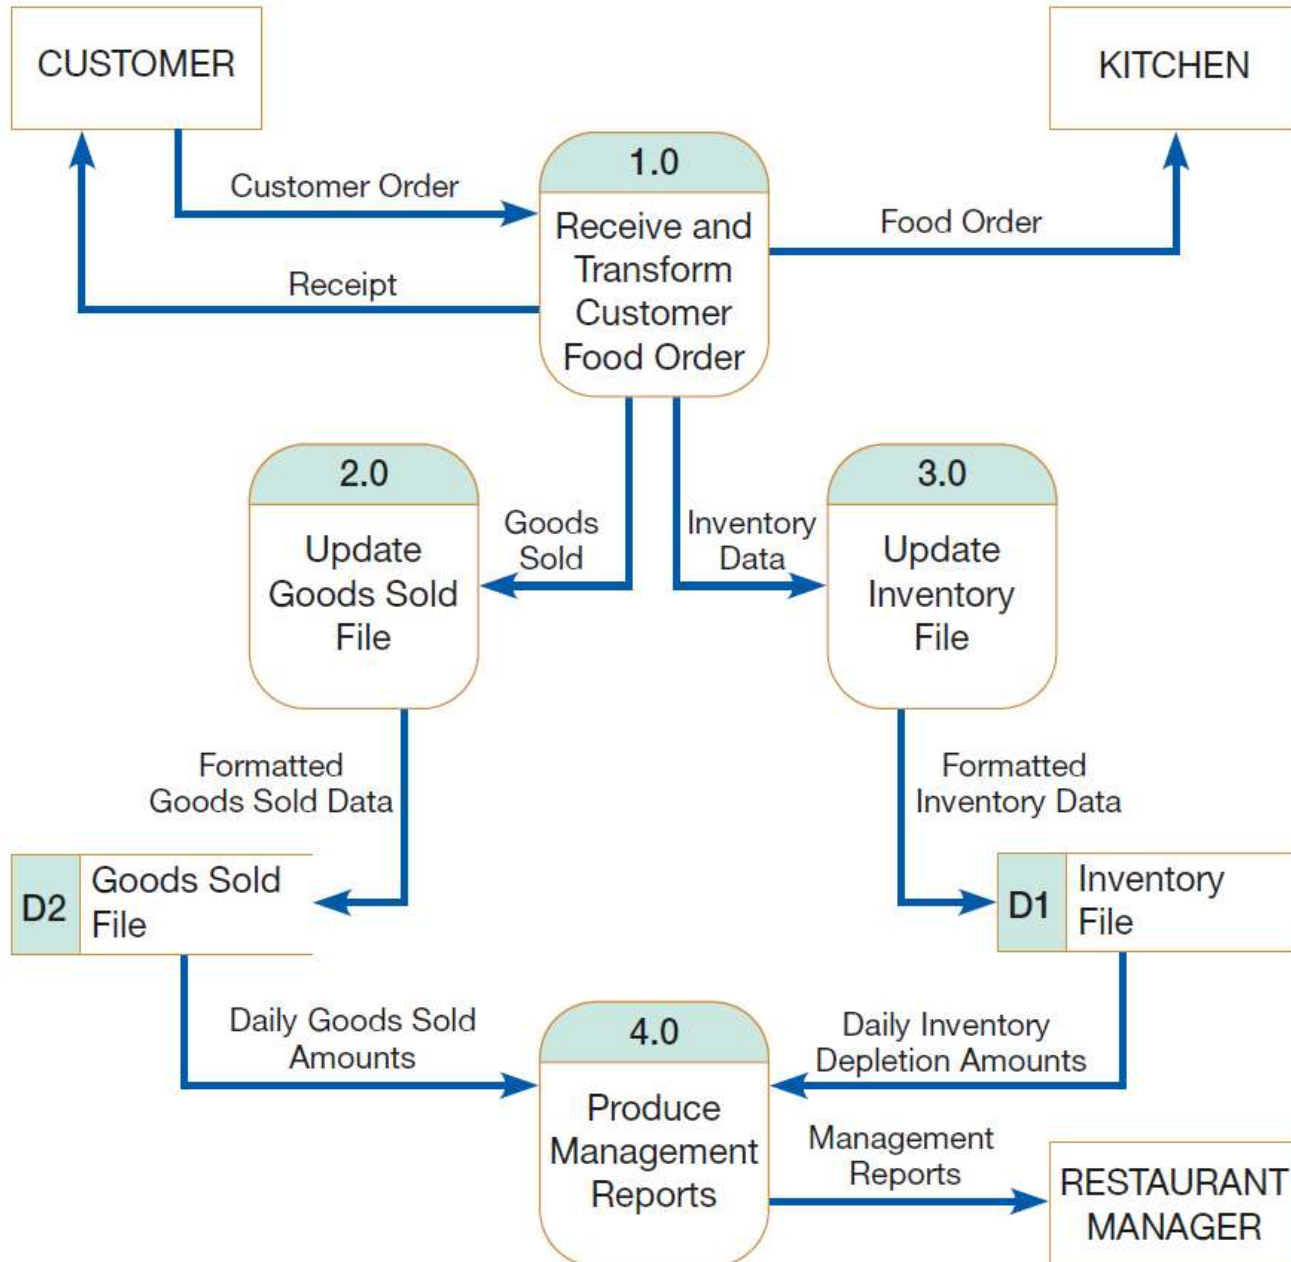 CUSTOMER
KITCHEN
1.0
Receive and
Transform
Customer
Food Order
Customer Order
Receipt
Food Order
2.0
Update
Goods Sold
File
Goods
Sold
Inventory
Data
3.0
Update
Inventory
File
Formatted
Goods Sold Data
Formatted
Inventory Data
D2
Goods Sold
File
D1
Inventory
File
Daily Goods Sold
Amounts
4.0
Produce
Management
Reports
Daily Inventory
Depletion Amounts
Management
Reports
RESTAURANT
MANAGER